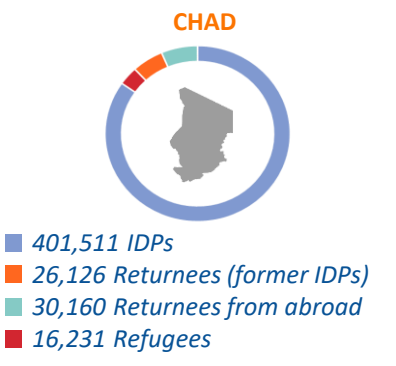 CHAD
401,511 IDPs
26,126 Returnees (former IDPs)
30,160 Returnees from abroad
16,231 Refugees